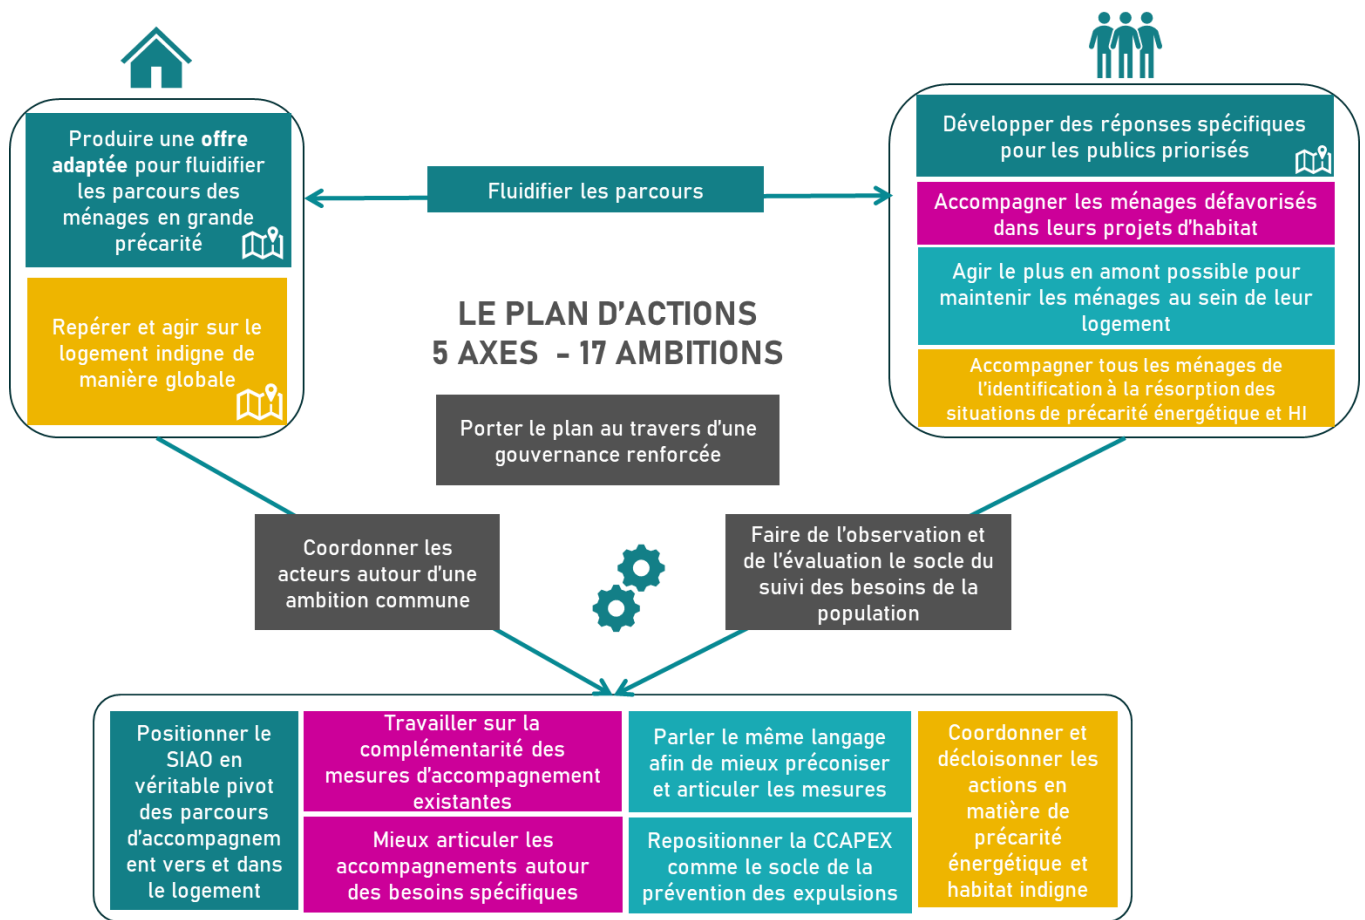 Produire une offre
adaptée pour fluidifier
les parcours des
ménages en grande
précarité
Repérer et agir sur le
logement indigne de
manière globale
Fluidifier les parcours
Développer des réponses spécifiques
pour les publics priorisés
Accompagner les ménages défavorisés
dans leurs projets d'habitat
Agir le plus en amont possible pour
maintenir les ménages au sein de leur
logement
Accompagner tous les ménages de
l'identification à la résorption des
situations de précarité énergétique et HI
LE PLAN D'ACTIONS
5 AXES - 17 AMBITIONS
Porter le plan au travers d'une
gouvernance renforcée
Coordonner les
acteurs autour d'une
ambition commune
Faire de l'observation et
de l'évaluation le socle du
suivi des besoins de la
population
Positionner le
SIAO en
véritable pivot
des parcours
d'accompagnem
ent vers et dans
le logement
Travailler sur la
complémentarité des
mesures d'accompagnement
existantes
Mieux articuler les
accompagnements autour
des besoins spécifiques
Parler le même langage
afin de mieux préconiser
et articuler les mesures
Repositionner la CCAPEX
comme le socle de la
prévention des expulsions
Coordonner et
décloisonner les
actions en
matière de
précarité
énergétique et
habitat indigne